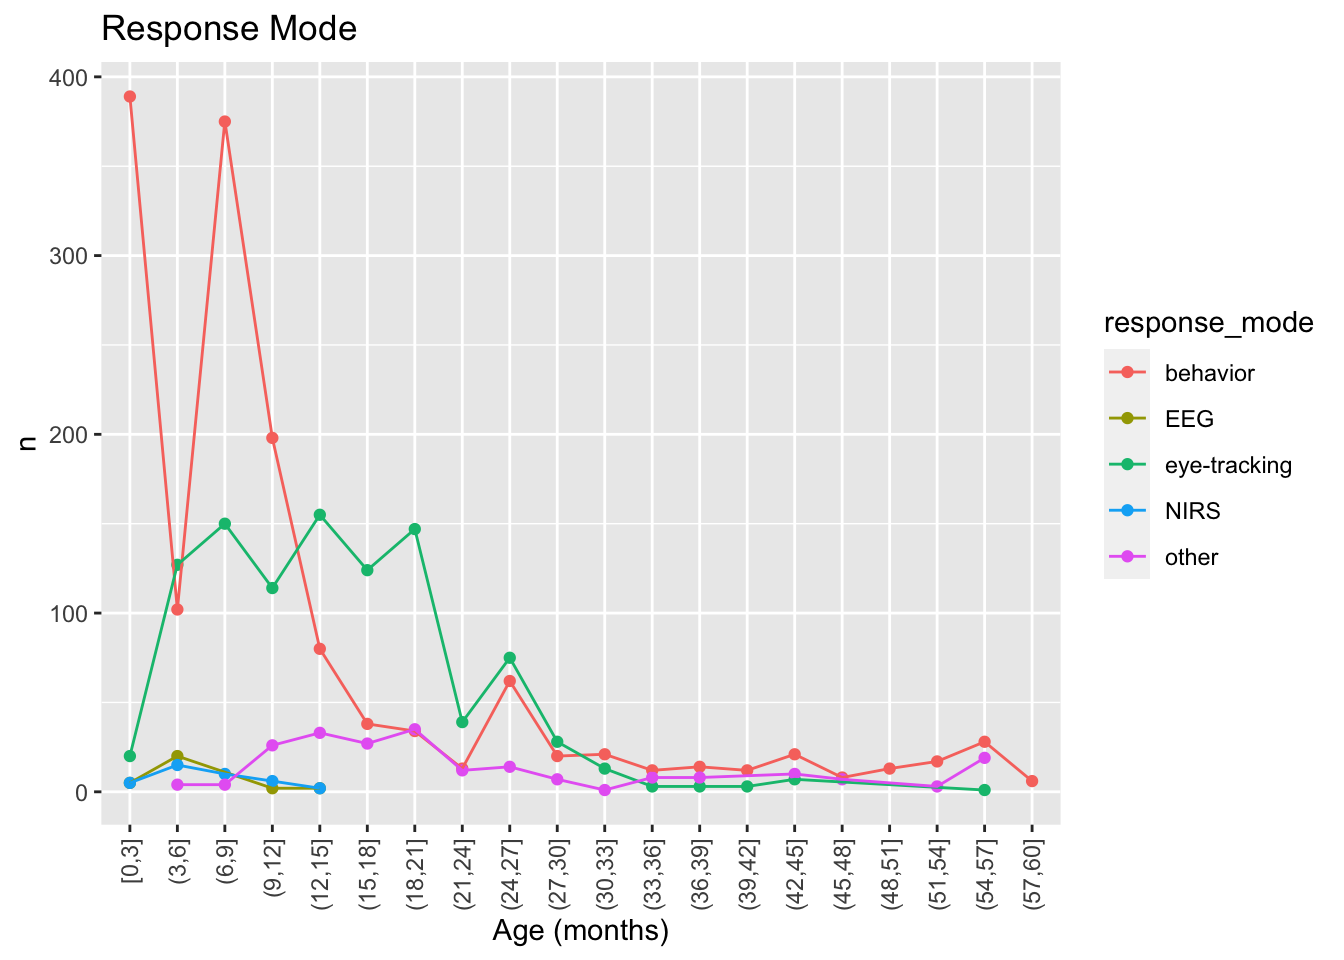 Response Mode
400
300
200
100
0
n
[0,3]
(3,6]
(6,9]
(9,12]
(12,15]
(15,18]
(18,21]
(21,24]
(24,27]
(27,30]
(30,33]
(33,36]
(36,39]
(39,42]
(42,45]
(45,48]
(48,51]
(51,54]
(54,57]
(57,60]
Age (months)
response_mode
behavior
EEG
eye-tracking
NIRS
other